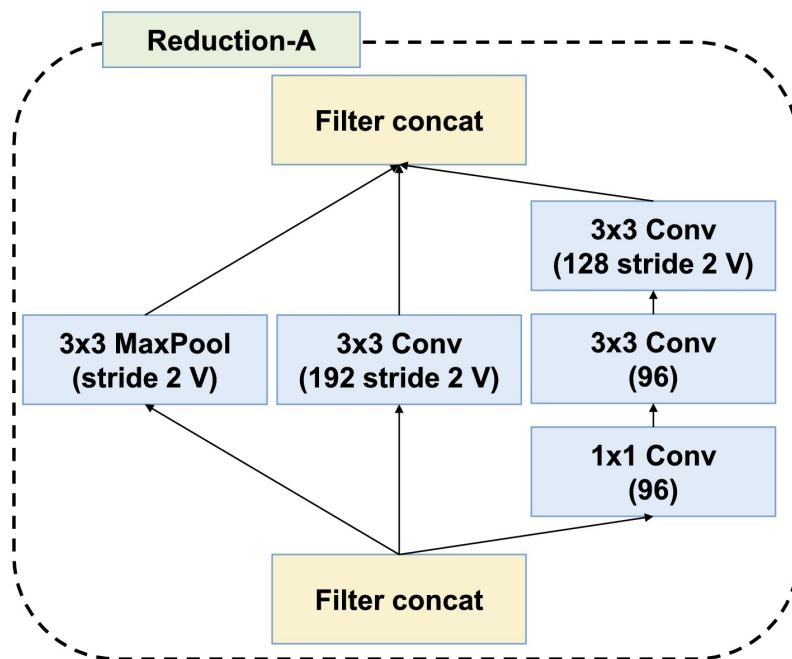 Reduction-A
Filter concat
3x3 Conv
(128 stride 2 V)
3x3 MaxPool
(stride 2 V)
3x3 Conv
(192 stride 2 V)
3x3 Conv
(96)
1x1 Conv
(96)
Filter concat